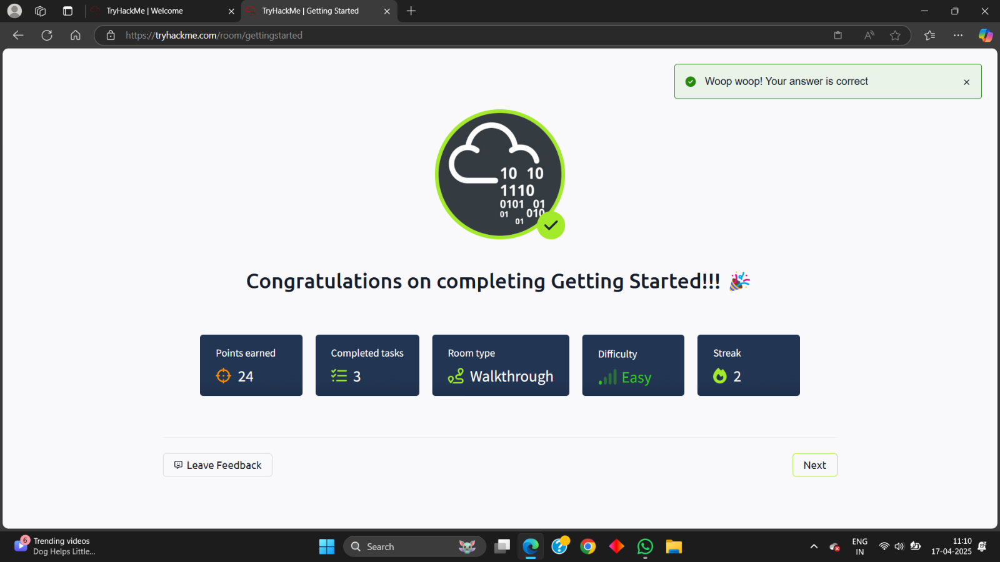 TryHackMe | Welcome
TryHackMe | Getting Started
https://tryhackme.com/room/gettingstarted
Woop woop! Your answer is correct
10 10
1110
0101 01
01 010
01
Congratulations on completing Getting Started!!! 🎉
Points earned
24
Completed tasks
3
Room type
Walkthrough
Difficulty
Easy
Streak
2
Leave Feedback
Next
6
Trending videos
Dog Helps Little...
Search
ENG
IN
11:10
17-04-2025